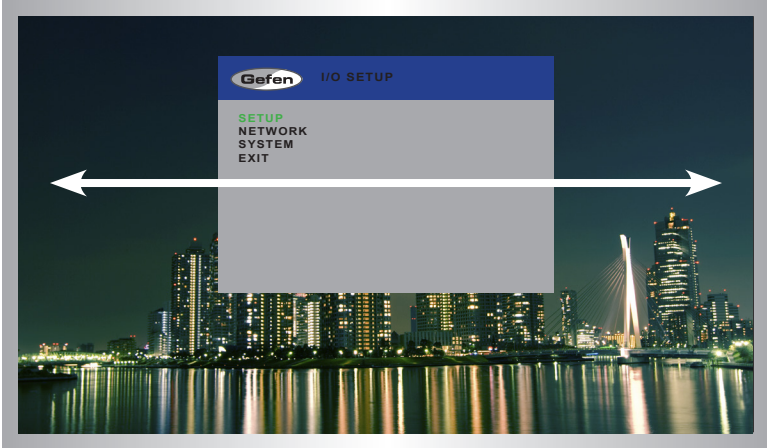 Gefen
I/O SETUP
SETUP
NETWORK
SYSTEM
EXIT